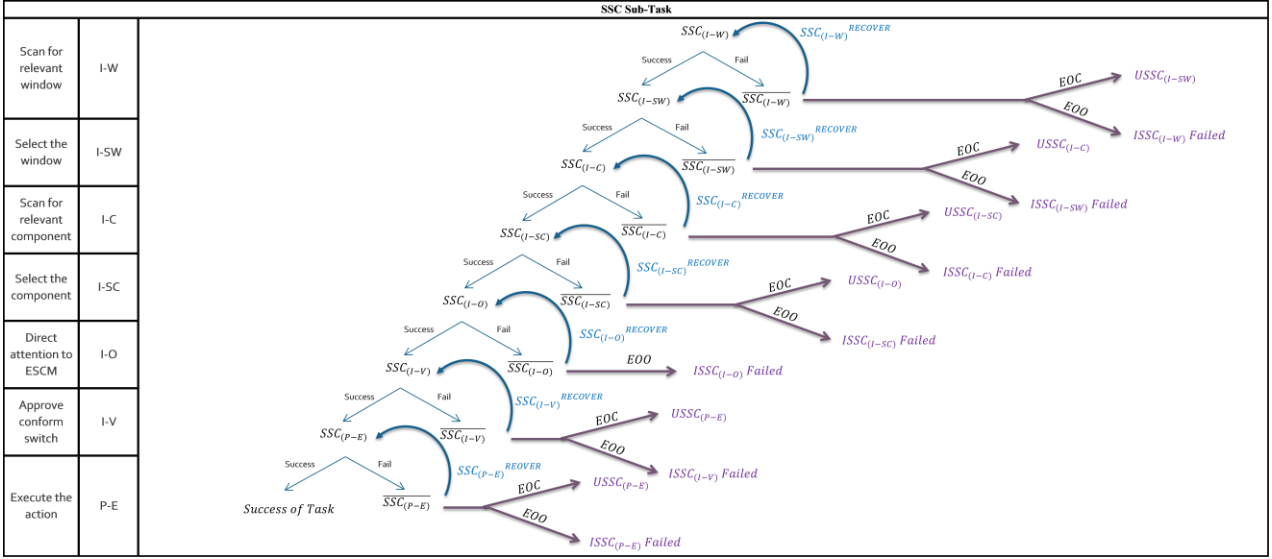 SSC Sub-Task
Scan for
relevant
window
I-W
SSC(I−W)
SSC(I−W)RECOVER
Success
Fail
SSC(I−SW)
SSC(I−W)
EOC
USSC(I−SW)
EOO
ISSC(I−W) Failed
Select the
window
I-SW
SSC(I−SW)RECOVER
Success
Fail
SSC(I−C)
SSC(I−SW)
EOC
USSC(I−C)
EOO
ISSC(I−SW) Failed
Scan for
relevant
component
I-C
SSC(I−C)RECOVER
Success
Fail
SSC(I−SC)
SSC(I−C)
EOC
USSC(I−SC)
EOO
ISSC(I−C) Failed
Select the
component
I-SC
SSC(I−SC)RECOVER
Success
Fail
SSC(I−O)
SSC(I−SC)
EOC
USSC(I−O)
EOO
ISSC(I−SC) Failed
Direct
attention to
ESCM
I-O
SSC(I−O)RECOVER
Success
Fail
SSC(I−V)
SSC(I−O)
EOO
ISSC(I−O) Failed
Approve
conform
switch
I-V
SSC(I−V)RECOVER
Success
Fail
SSC(P−E)
SSC(I−V)
EOC
USSC(P−E)
EOO
ISSC(I−V) Failed
Execute the
action
P-E
SSC(P−E)REOVER
Success
Fail
Success of Task
SSC(P−E)
EOC
USSC(P−E)
EOO
ISSC(P−E) Failed